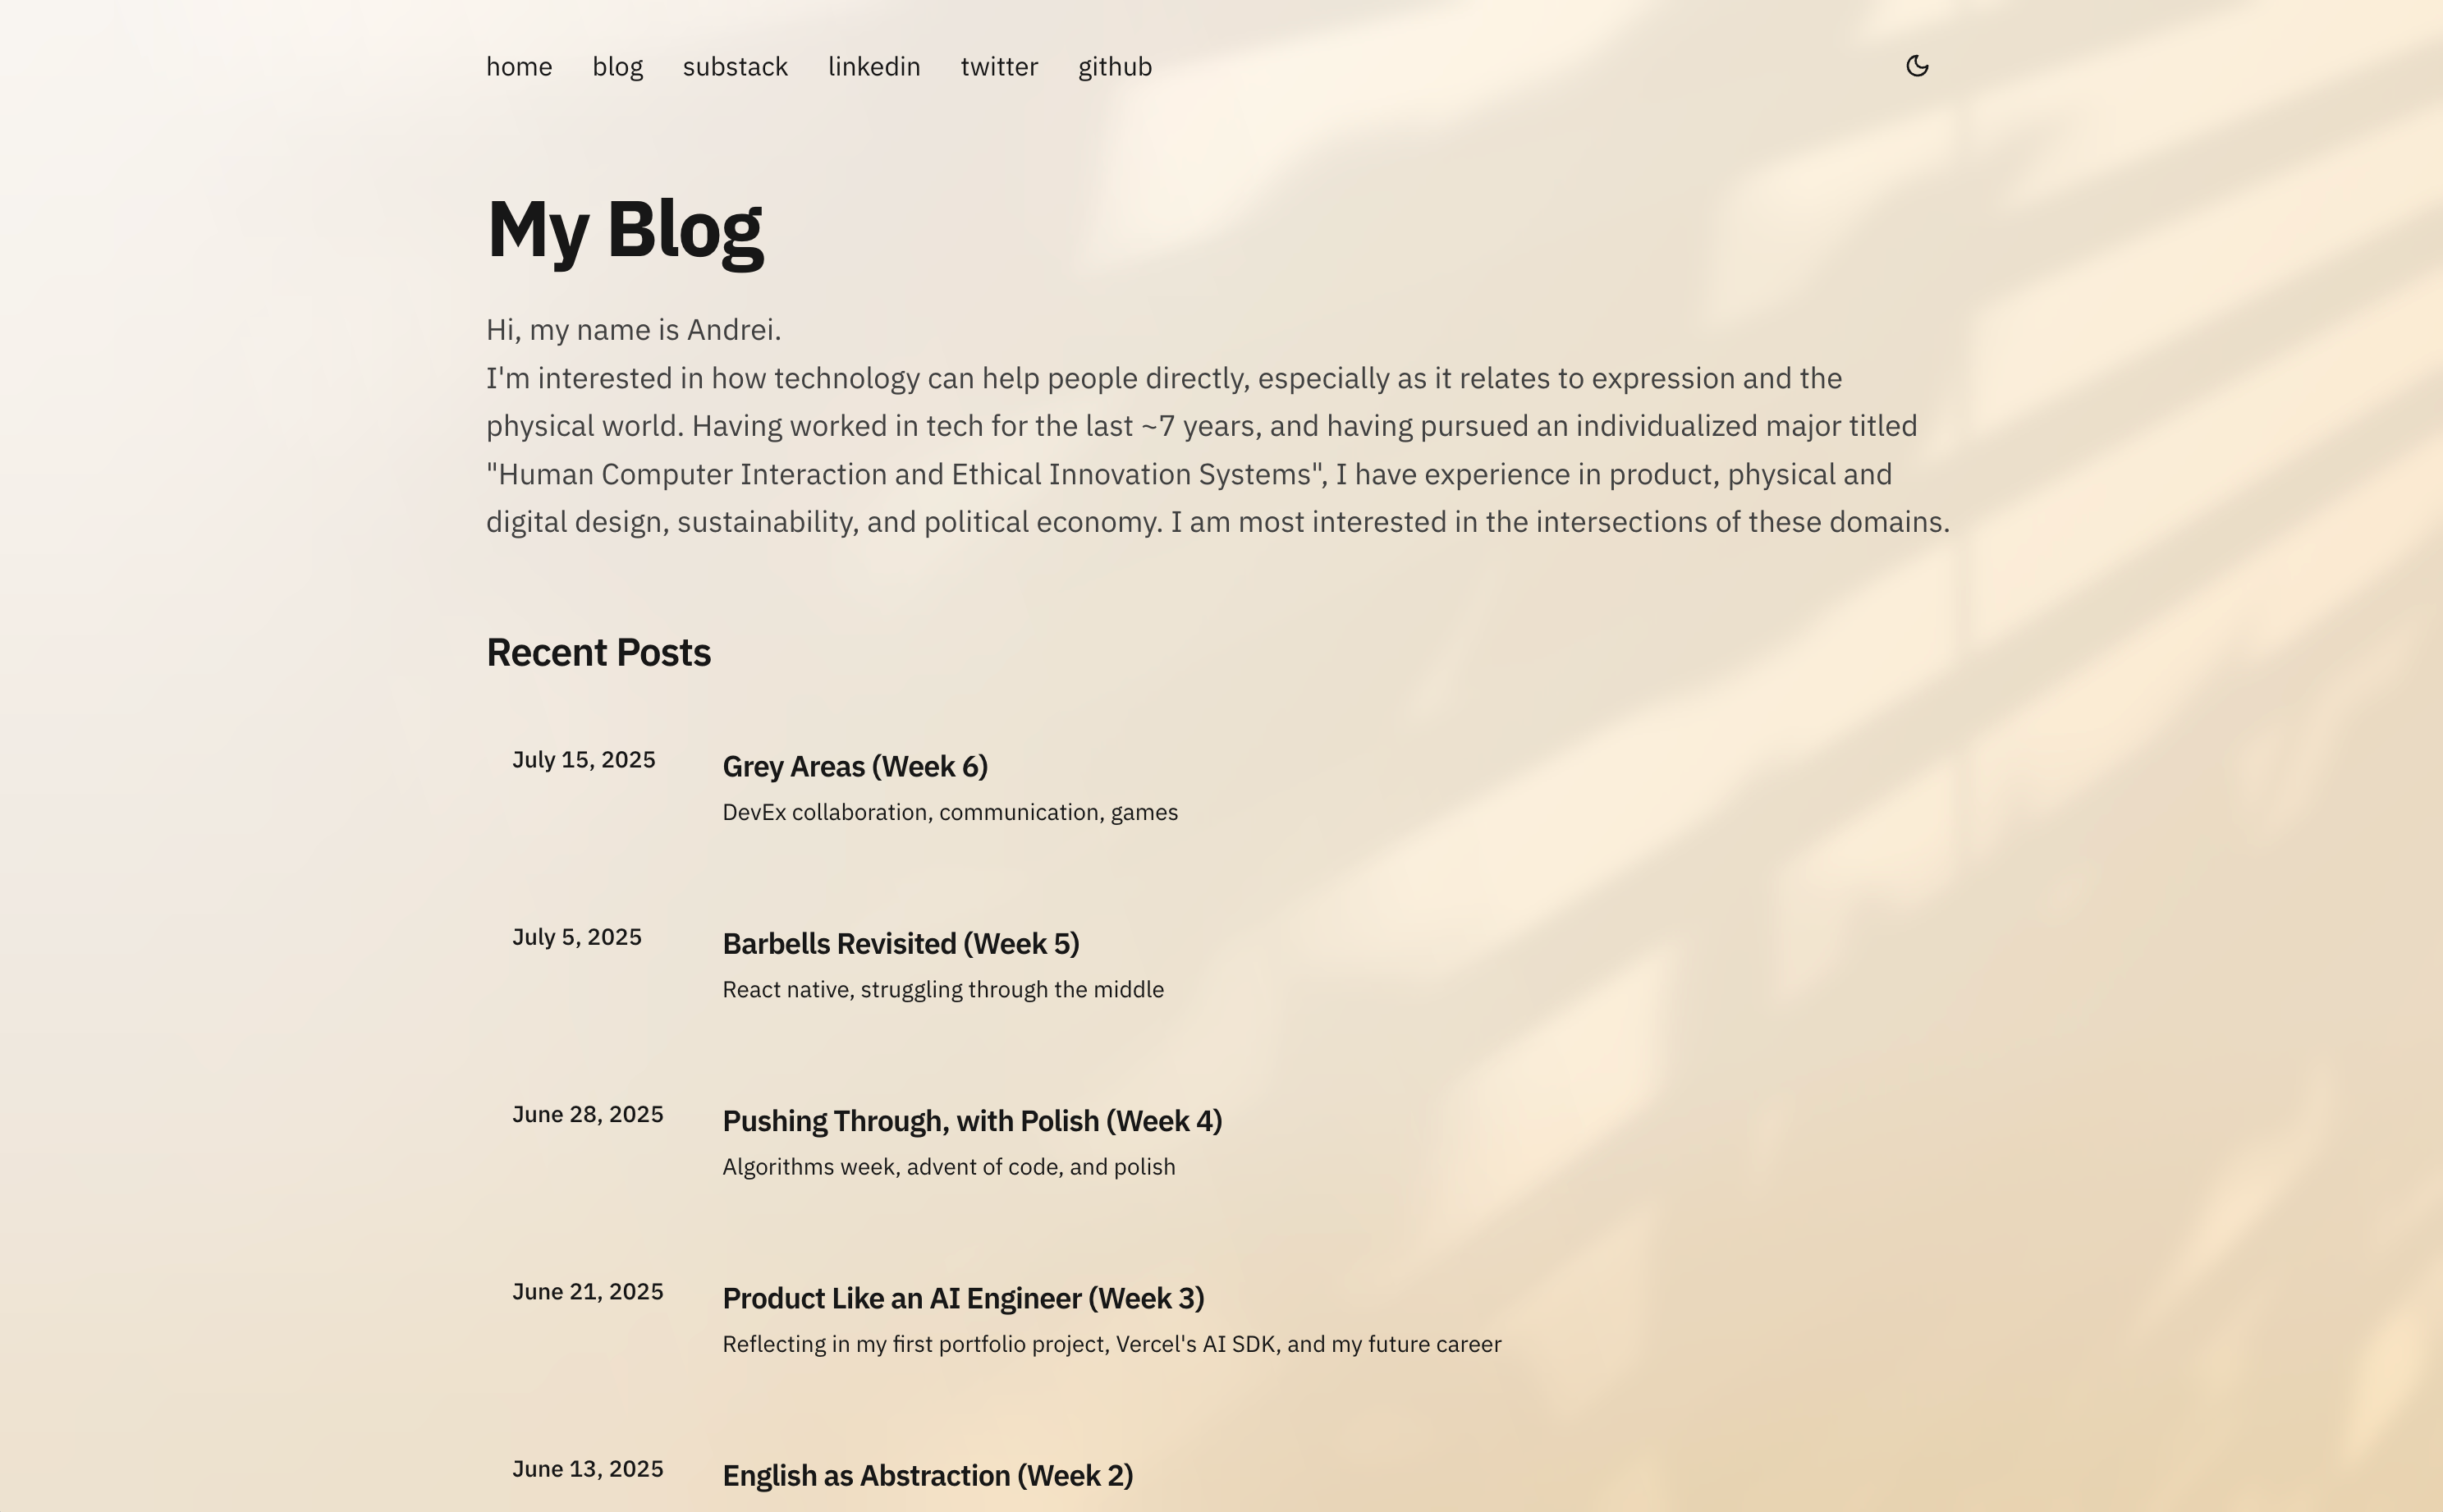 home blog substack linkedin twitter github
My Blog
Hi, my name is Andrei.
I'm interested in how technology can help people directly, especially as it relates to expression and the
physical world. Having worked in tech for the last ~7 years, and having pursued an individualized major titled
"Human Computer Interaction and Ethical Innovation Systems", I have experience in product, physical and
digital design, sustainability, and political economy. I am most interested in the intersections of these domains.
Recent Posts
July 15, 2025
Grey Areas (Week 6)
DevEx collaboration, communication, games
July 5, 2025
Barbells Revisited (Week 5)
React native, struggling through the middle
June 28, 2025
Pushing Through, with Polish (Week 4)
Algorithms week, advent of code, and polish
June 21, 2025
Product Like an AI Engineer (Week 3)
Reflecting in my first portfolio project, Vercel's AI SDK, and my future career
June 13, 2025
English as Abstraction (Week 2)